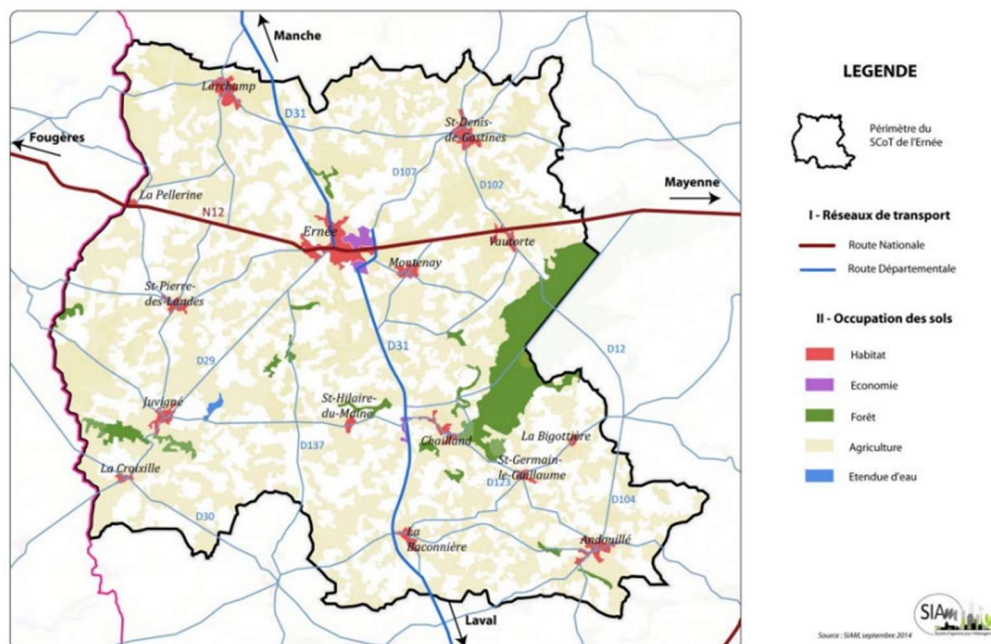 Manche
Larchamp
D31
St-Denis-
de-Gastines
Fougères
D107
D102
Mayenne
La Pellerine
N12
Ernée
Vautorte
Montenay
St-Pierre-
des-Landes
D31
D12
D29
St-Hilaire-
du-Maine
Juvigné
Chailland
La Bigottière
D137
La Croixille
St-Germain-
le-Guillaume
D123
D104
D30
La
Baconnière
Andouillé
Laval
LEGENDE
Périmètre du
SCoT de l'Ernée
I - Réseaux de transport
Route Nationale
Route Départementale
II - Occupation des sols
Habitat
Economie
Forêt
Agriculture
Etendue d'eau
SIAm
Source : SIAM, septembre 2014